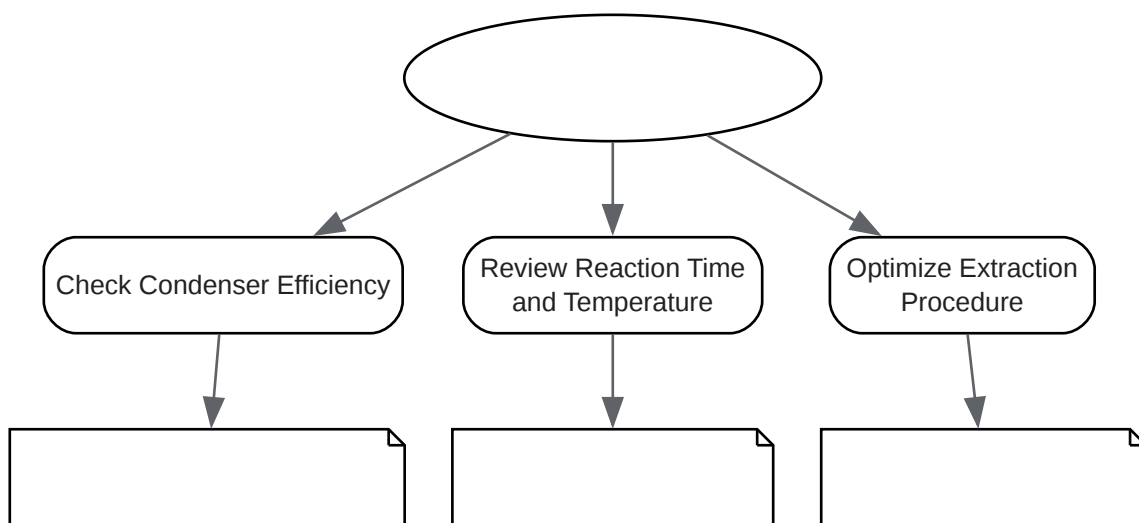 Check Condenser Efficiency
Review Reaction Time
and Temperature
Optimize Extraction
Procedure